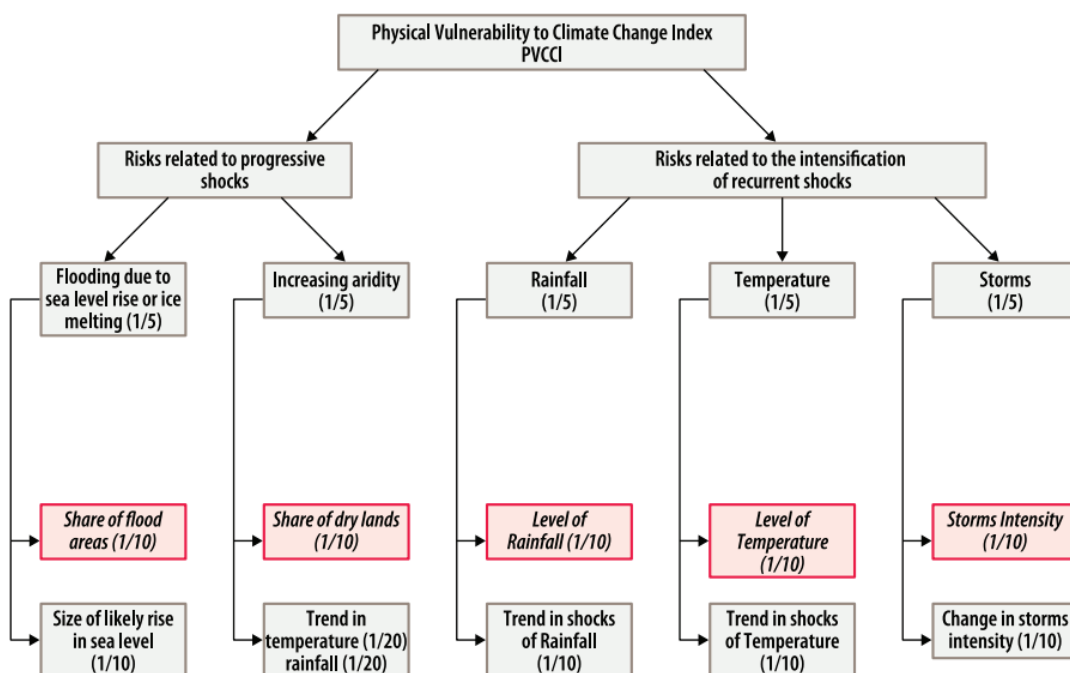 Physical Vulnerability to Climate Change Index
PVCCI
Risks related to progressive
shocks
Risks related to the intensification
of recurrent shocks
Flooding due to
sea level rise or ice
melting (1/5)
Increasing aridity
(1/5)
Rainfall
(1/5)
Temperature
(1/5)
Storms
(1/5)
Share of flood
areas (1/10)
Share of dry lands
(1/10)
Level of
Rainfall (1/10)
Level of
Temperature
(1/10)
Storms Intensity
(1/10)
Size of likely rise
in sea level
(1/10)
Trend in
temperature (1/20)
rainfall (1/20)
Trend in shocks
of Rainfall
(1/10)
Trend in shocks
of Temperature
(1/10)
Change in storms
intensity (1/10)